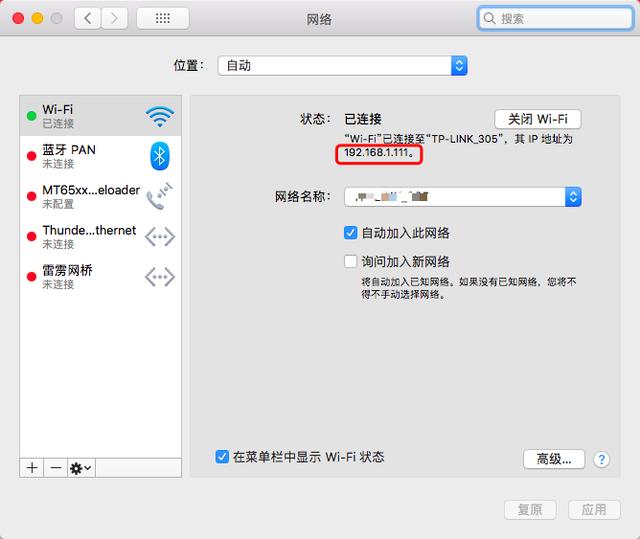 网络
搜索
位置：
自动
Wi-Fi
已连接
蓝牙 PAN
未连接
MT65xx...eloader
未配置
Thunde...thernet
未连接
雷雳网桥
未连接
状态：
已连接
关闭 Wi-Fi
“Wi-Fi”已连接至“TP-LINK_305”，其 IP 地址为
192.168.1.111。
网络名称：
自动加入此网络
询问加入新网络
将自动加入已知网络。如果没有已知网络，您将不
得不手动选择网络。
在菜单栏中显示 Wi-Fi 状态
高级...
?
复原
应用